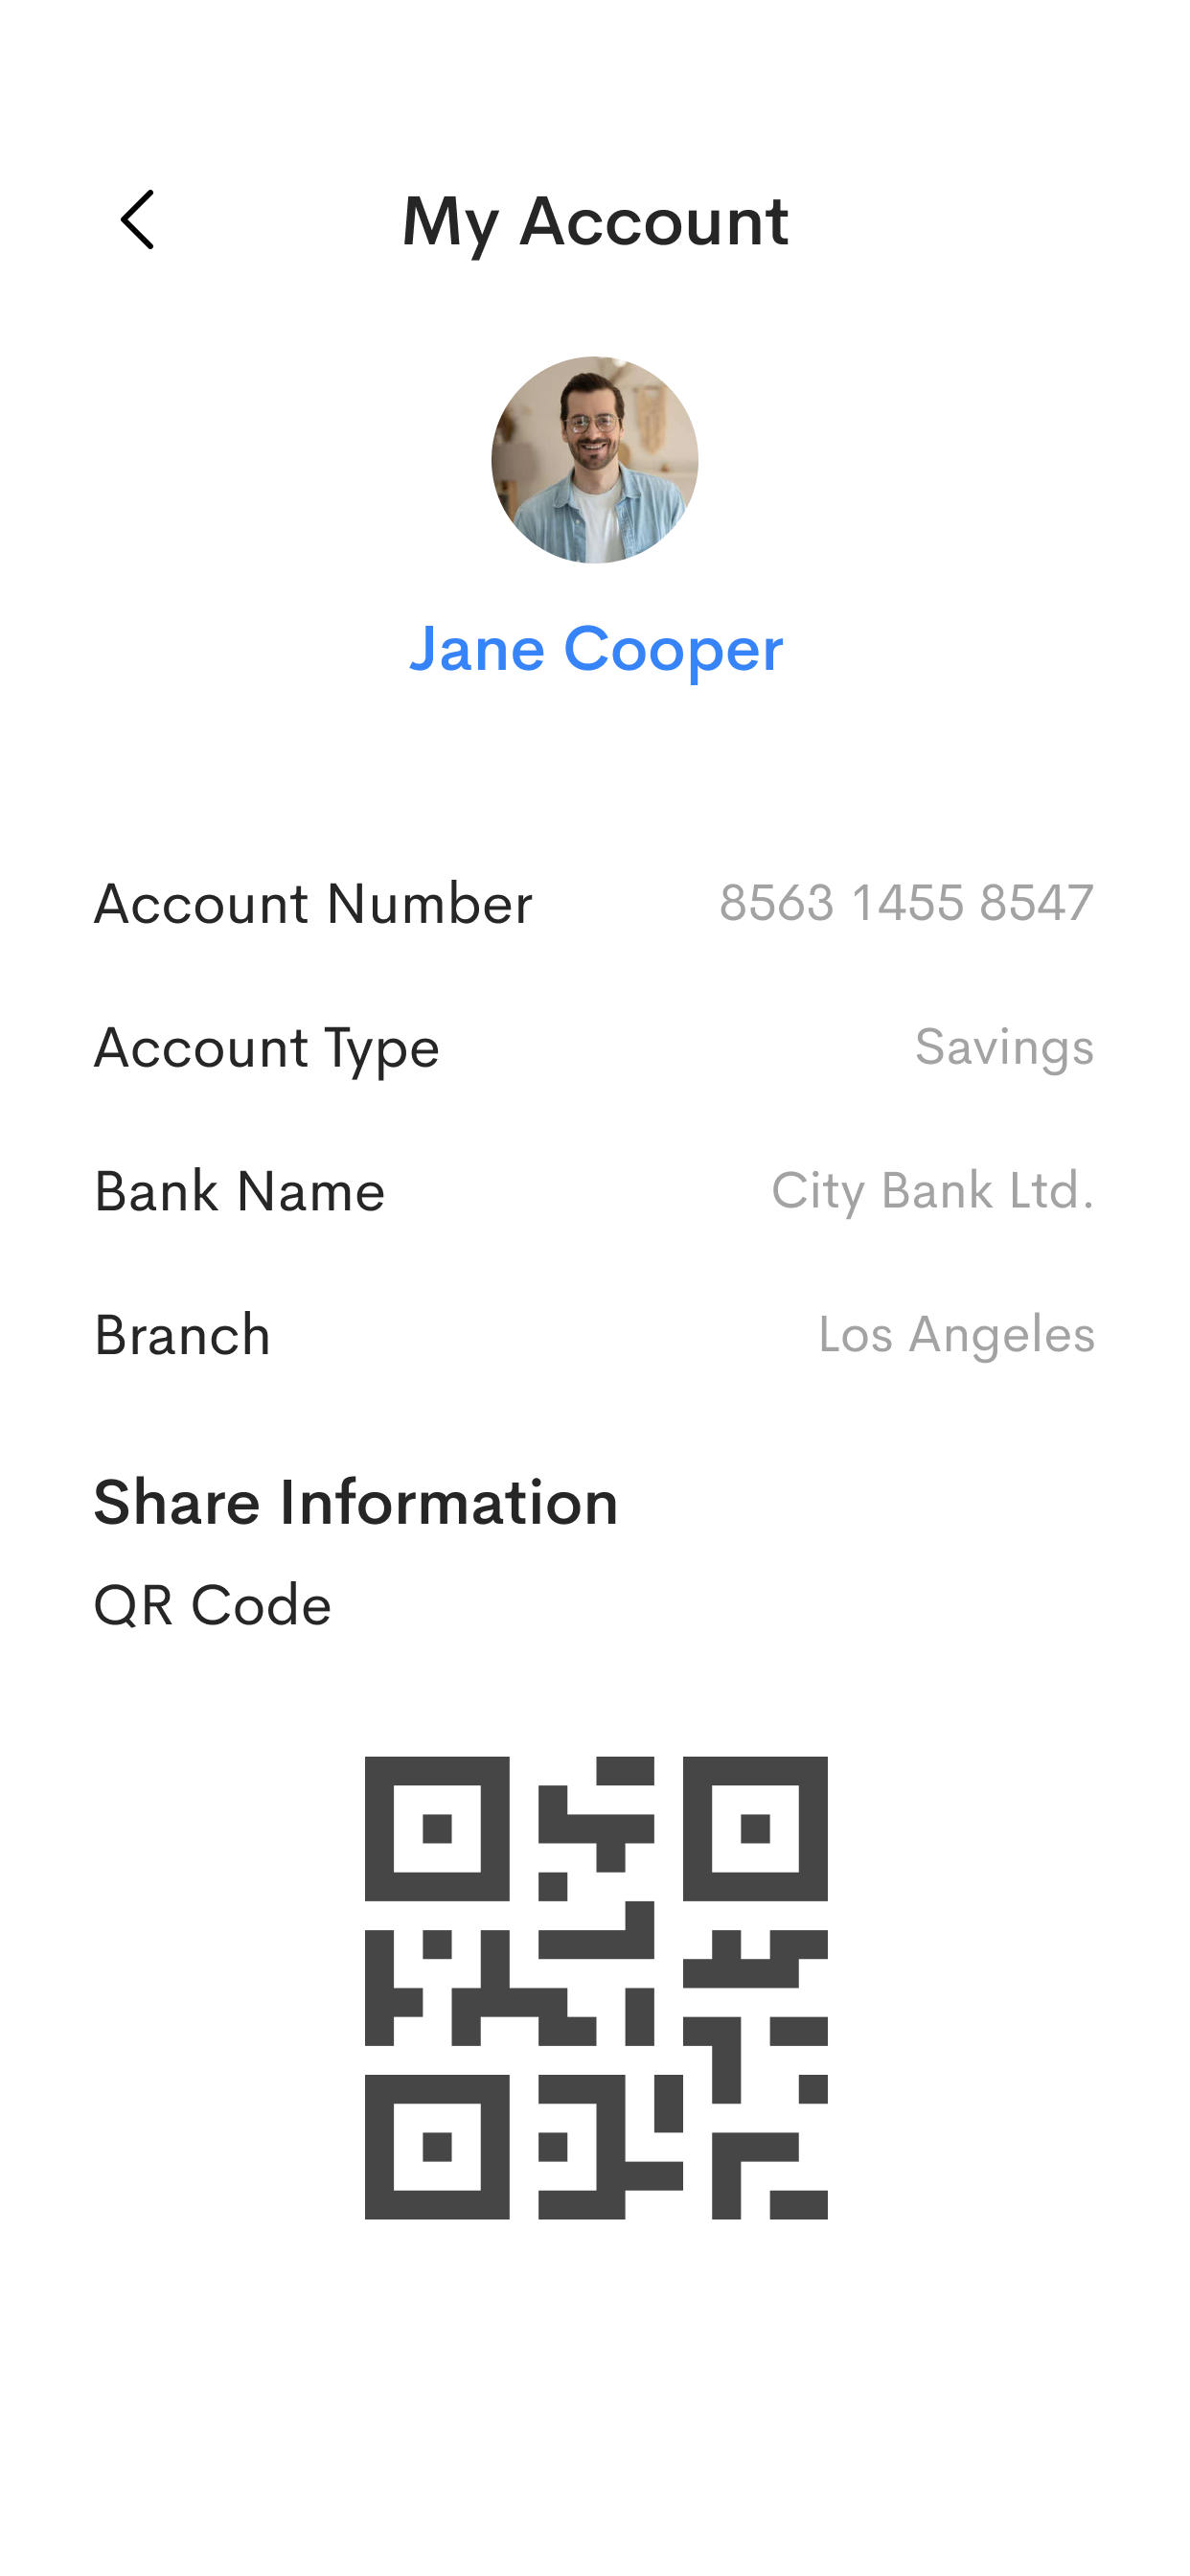 My Account
Jane Cooper
Account Number 8563 1455 8547
Account Type Savings
Bank Name City Bank Ltd.
Branch Los Angeles
Share Information
QR Code